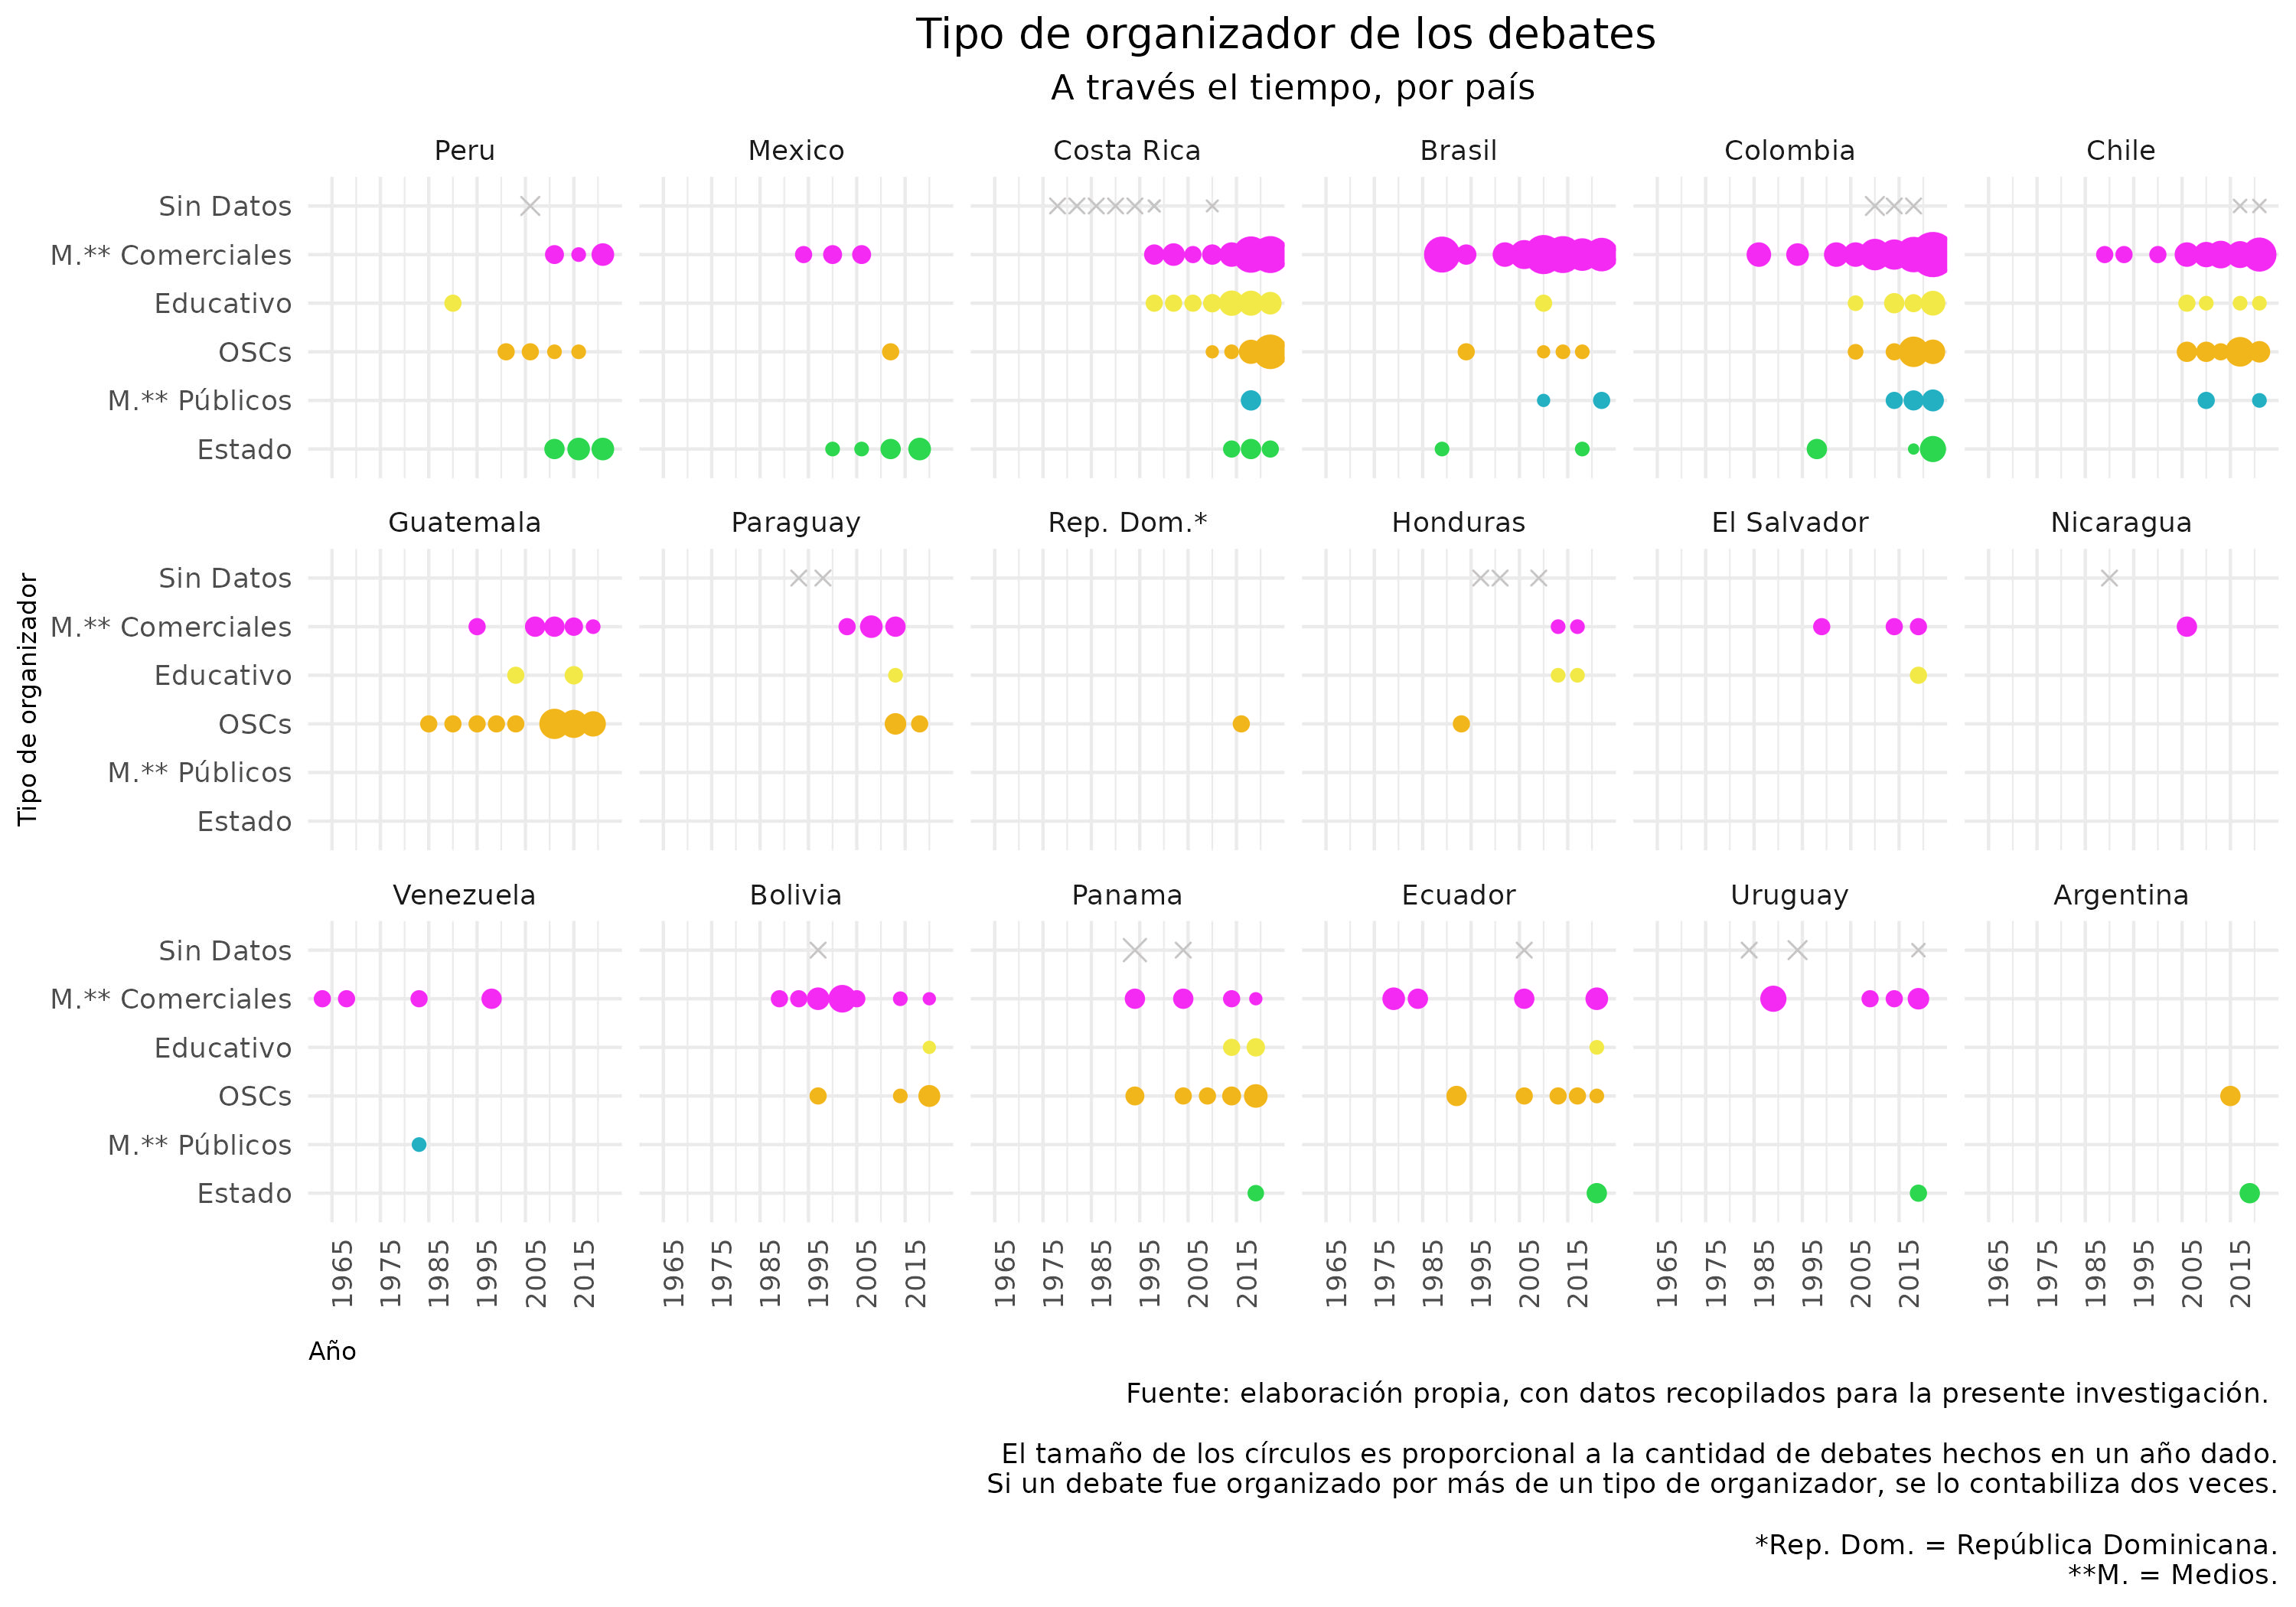 Tipo de organizador de los debates
A través el tiempo, por país
Peru
Mexico
Costa Rica
Brasil
Colombia
Chile
Sin Datos
M.** Comerciales
Educativo
OSCs
M.** Públicos
Estado
Guatemala
Paraguay
Rep. Dom.*
Honduras
El Salvador
Nicaragua
Sin Datos
M.** Comerciales
Educativo
OSCs
M.** Públicos
Estado
Tipo de organizador
Venezuela
Bolivia
Panama
Ecuador
Uruguay
Argentina
Sin Datos
M.** Comerciales
Educativo
OSCs
M.** Públicos
Estado
1965 1975 1985 1995 2005 2015
1965 1975 1985 1995 2005 2015
1965 1975 1985 1995 2005 2015
1965 1975 1985 1995 2005 2015
1965 1975 1985 1995 2005 2015
1965 1975 1985 1995 2005 2015
Año
Fuente: elaboración propia, con datos recopilados para la presente investigación.
El tamaño de los círculos es proporcional a la cantidad de debates hechos en un año dado.
Si un debate fue organizado por más de un tipo de organizador, se lo contabiliza dos veces.
*Rep. Dom. = República Dominicana.
**M. = Medios.